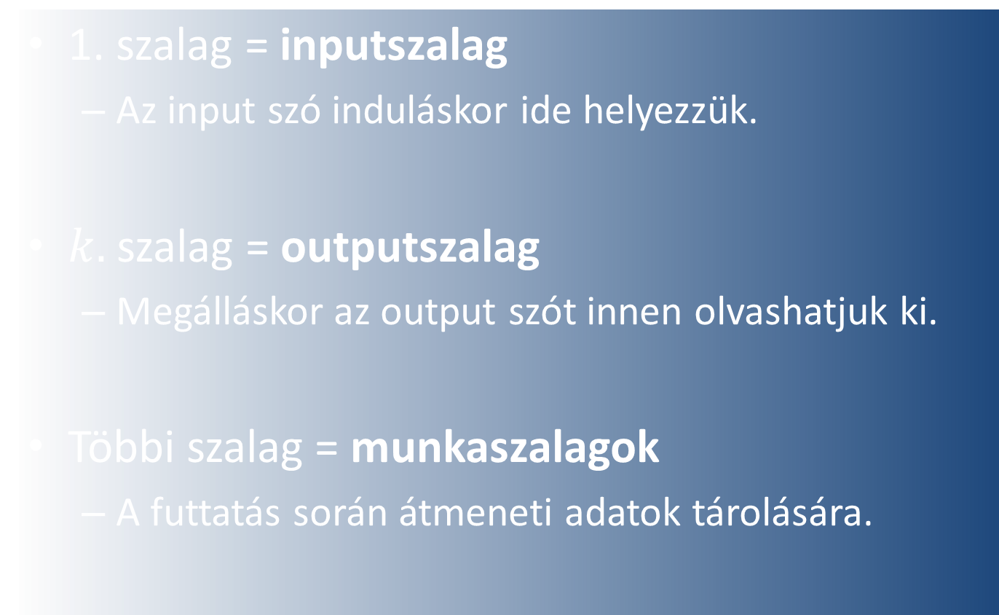 • 1. szalag = inputszalag
– Az input szó induláskor ide helyezzük.
• k. szalag = outputszalag
– Megálláskor az output szót innen olvashatjuk ki.
• Többi szalag = munkaszalagok
– A futtatás során átmeneti adatok tárolására.